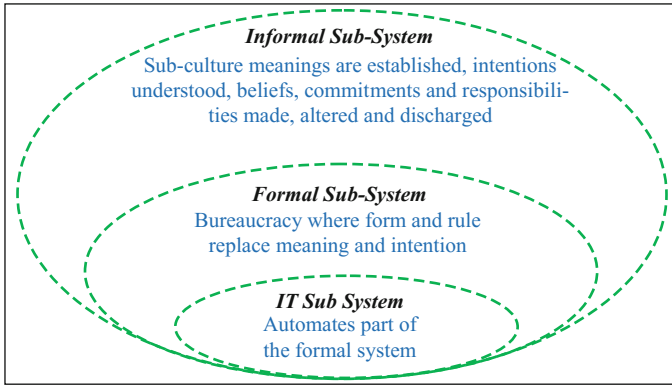 Informal Sub-System
Sub-culture meanings are established, intentions
understood, beliefs, commitments and responsibili-
ties made, altered and discharged
Formal Sub-System
Bureaucracy where form and rule
replace meaning and intention
IT Sub System
Automates part of
the formal system